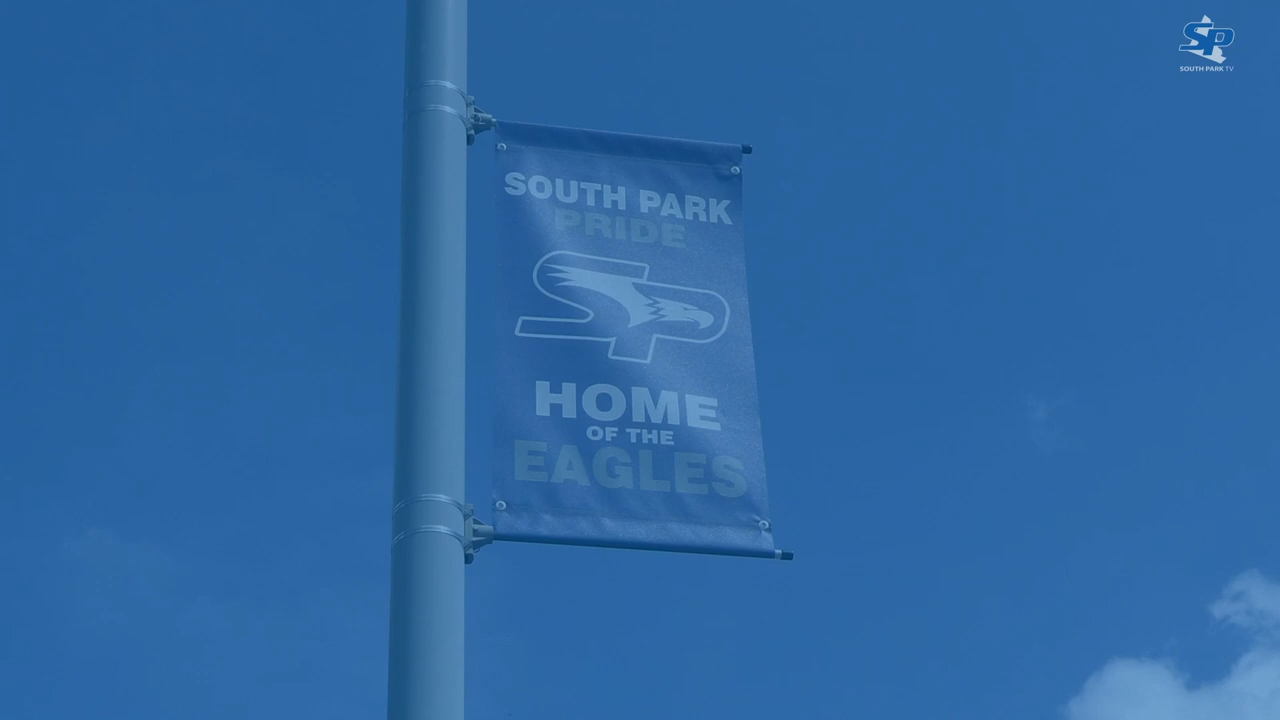 SP
SOUTH PARK TV
SOUTH PARK
PRIDE
SP
HOME
OF THE
EAGLES